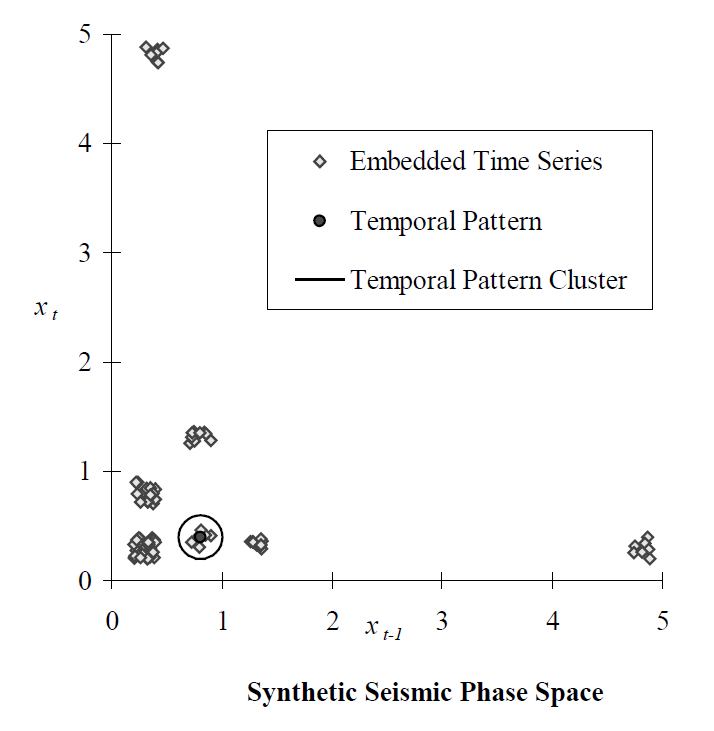 5
4
Embedded Time Series
Temporal Pattern
3
Temporal Pattern Cluster
x t
2
1
0
0 1 2 x t-1 3 4 5
Synthetic Seismic Phase Space